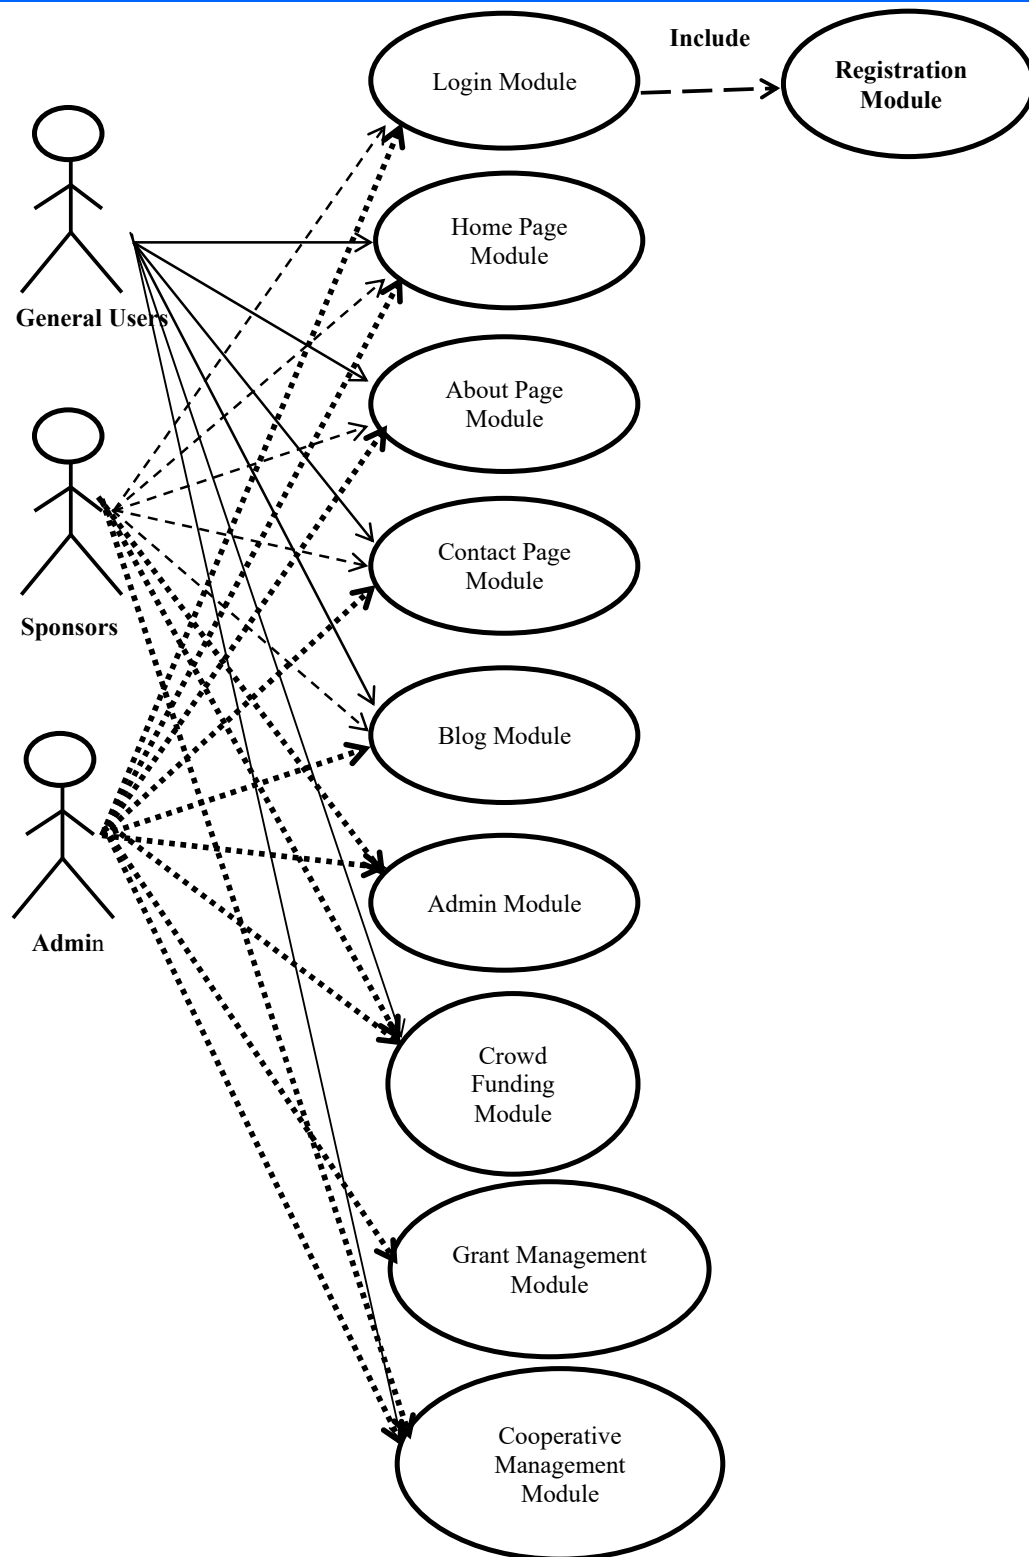 Include
Login Module
Registration
Module
Home Page
Module
General Users
About Page
Module
Contact Page
Module
Sponsors
Blog Module
Admin Module
Admin
Crowd
Funding
Module
Grant Management
Module
Cooperative
Management
Module